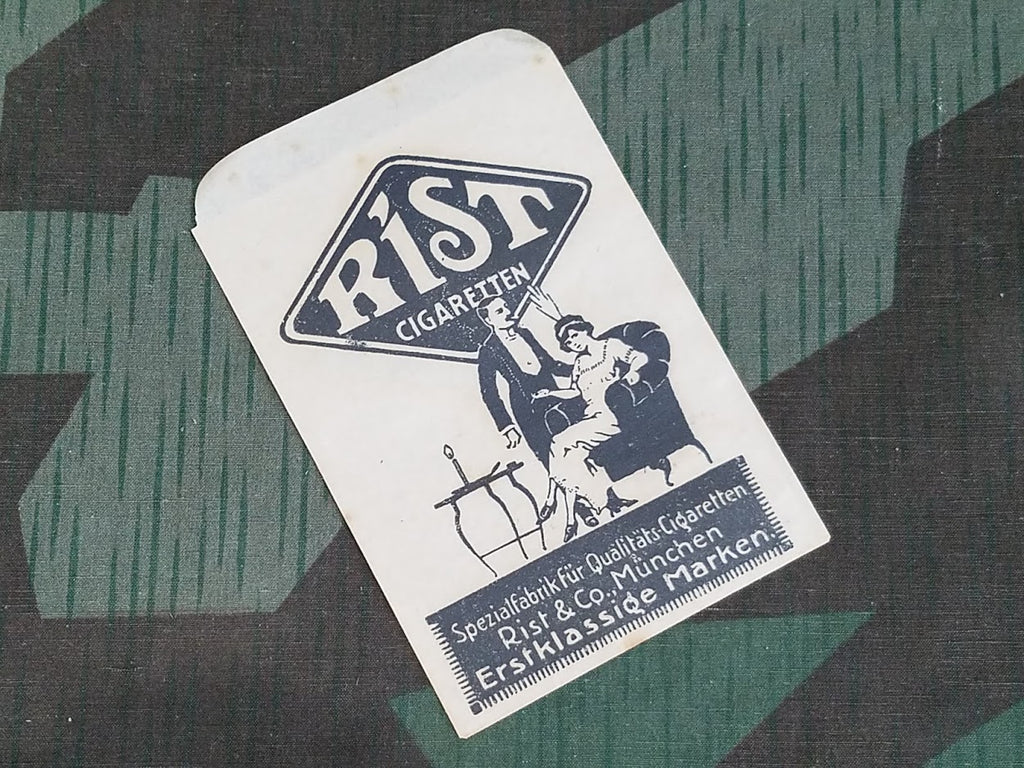 RiST
CIGARETTEN
Spezialfabrik für Qualitäts-Cigaretten
Rist & Co., München
Erstklassige Marken.